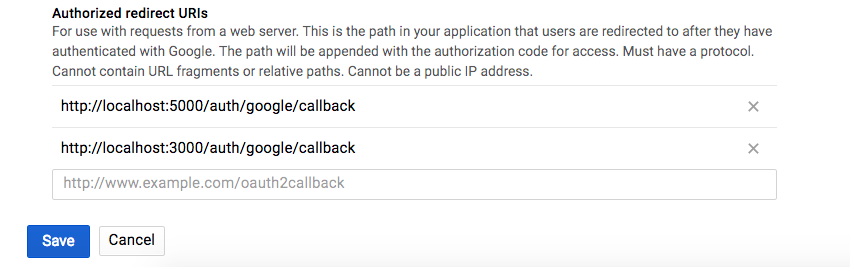 Authorized redirect URIs
For use with requests from a web server. This is the path in your application that users are redirected to after they have
authenticated with Google. The path will be appended with the authorization code for access. Must have a protocol.
Cannot contain URL fragments or relative paths. Cannot be a public IP address.
http://localhost:5000/auth/google/callback
http://localhost:3000/auth/google/callback
http://www.example.com/oauth2callback
Save Cancel